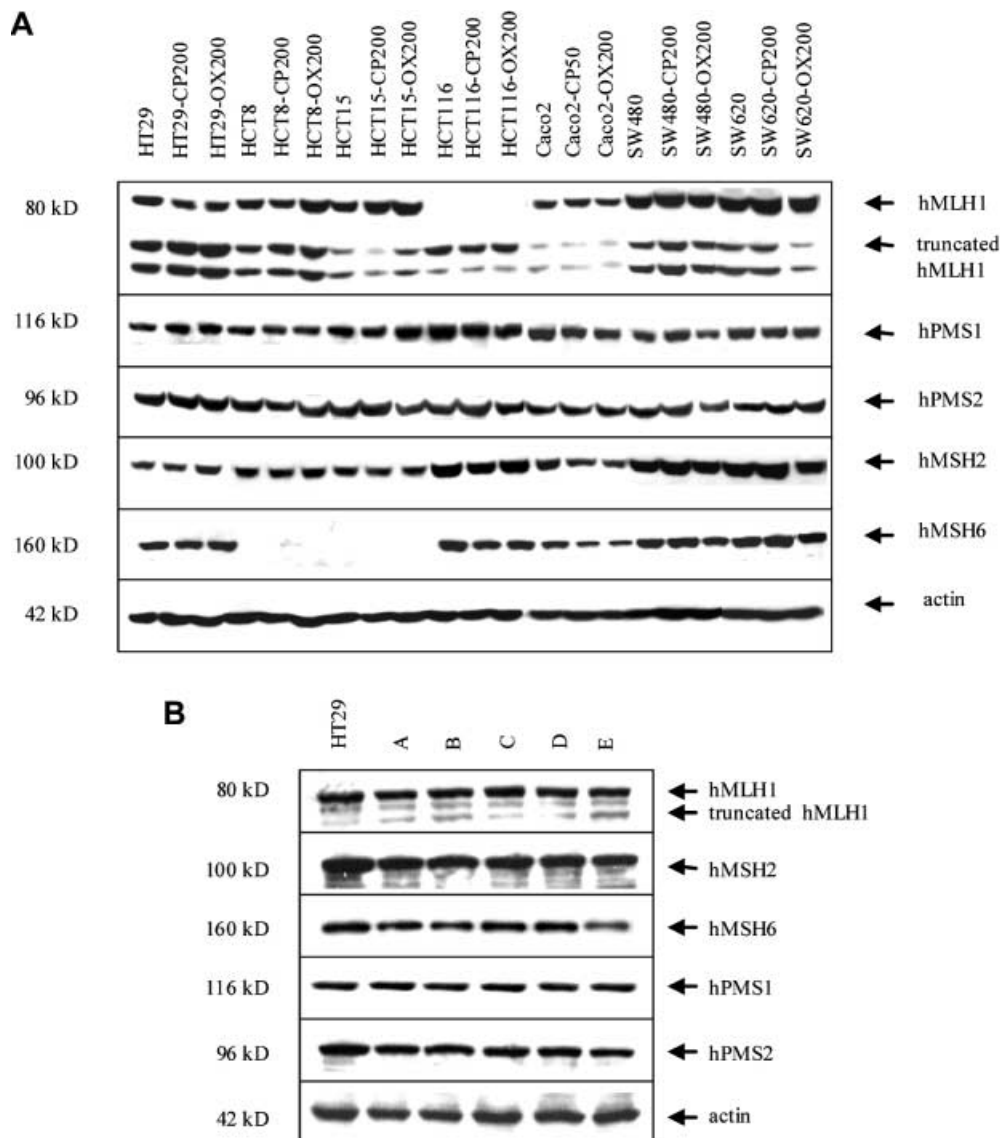 A
HT29
HT29-CP200
HT29-OX200
HCT8
HCT8-CP200
HCT8-OX200
HCT15
HCT15-CP200
HCT15-OX200
HCT116
HCT116-CP200
HCT116-OX200
Caco2
Caco2-CP50
Caco2-OX200
SW480
SW480-CP200
SW480-OX200
SW620
SW620-CP200
SW620-OX200
80 kD
hMLH1
truncated
hMLH1
116 kD
hPMS1
96 kD
hPMS2
100 kD
hMSH2
160 kD
hMSH6
42 kD
actin
B
HT29
A
B
C
D
E
80 kD
hMLH1
truncated hMLH1
100 kD
hMSH2
160 kD
hMSH6
116 kD
hPMS1
96 kD
hPMS2
42 kD
actin